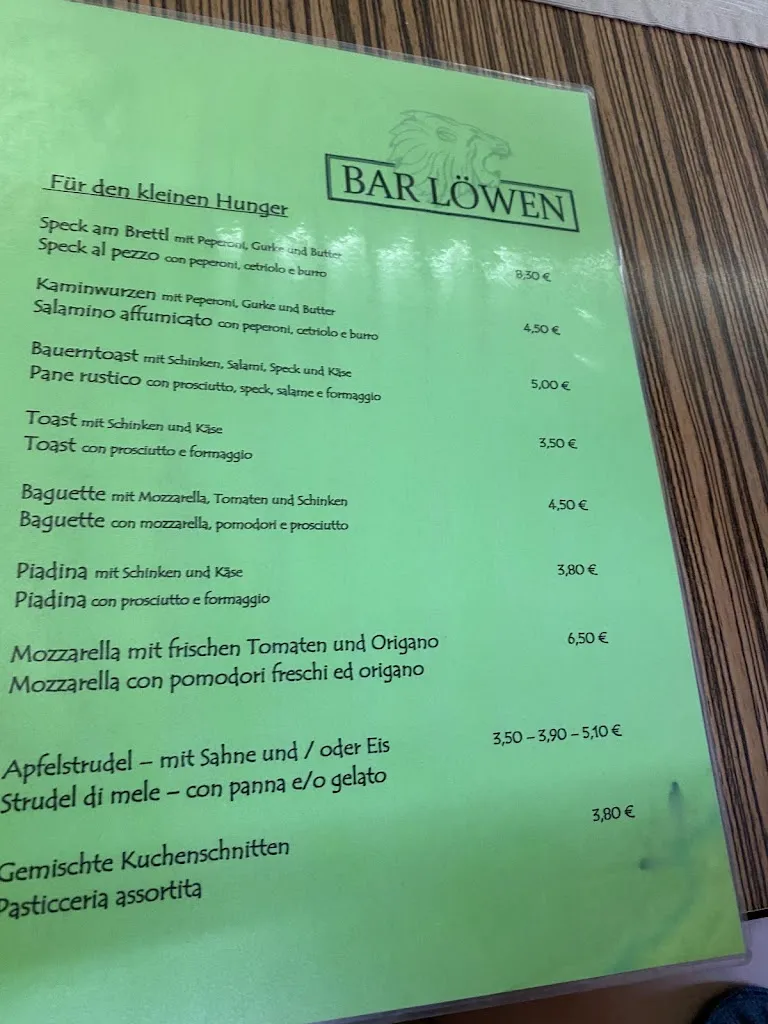 BAR LÖWEN
Für den kleinen Hunger
Speck am Brettl mit Peperoni, Gurke und Butter
Speck al pezzo con peperoni, cetriolo e burro
8,30 €
Kaminwurzen mit Peperoni, Gurke und Butter
Salamino affumicato con peperoni, cetriolo e burro
4,50 €
Bauerntoast mit Schinken, Salami, Speck und Käse
Pane rustico con prosciutto, speck, salame e formaggio
5,00 €
Toast mit Schinken und Käse
Toast con prosciutto e formaggio
3,50 €
Baguette mit Mozzarella, Tomaten und Schinken
Baguette con mozzarella, pomodori e prosciutto
4,50 €
Piadina mit Schinken und Käse
Piadina con prosciutto e formaggio
3,80 €
Mozzarella mit frischen Tomaten und Origano
Mozzarella con pomodori freschi ed origano
6,50 €
Apfelstrudel – mit Sahne und / oder Eis
Strudel di mele – con panna e/o gelato
3,50 – 3,90 – 5,10 €
Gemischte Kuchenschnitten
Pasticceria assortita
3,80 €